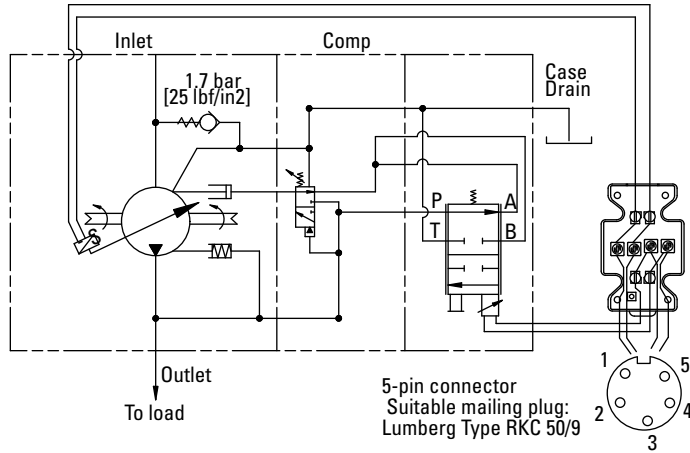 Inlet
Comp
1.7 bar
[25 lbf/in2]
Case
Drain
P
A
T
B
S
Outlet
To load
5-pin connector
Suitable mailing plug:
Lumberg Type RKC 50/9
1
5
2
4
3